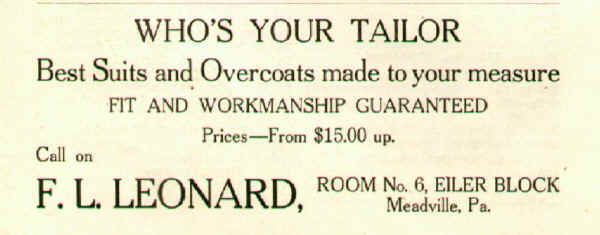 WHO'S YOUR TAILOR
Best Suits and Overcoats made to your measure
FIT AND WORKMANSHIP GUARANTEED
Prices—From $15.00 up.
Call on
F. L. LEONARD, ROOM No. 6, EILER BLOCK
Meadville, Pa.